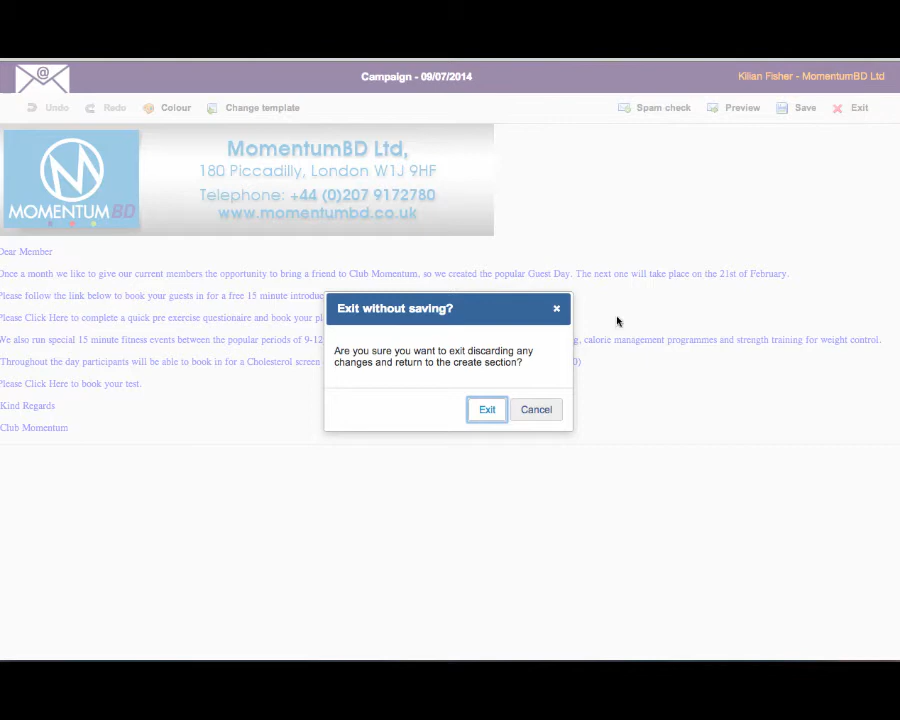 @
Campaign - 09/07/2014
Kilian Fisher - MomentumBD Ltd
Undo Redo Colour Change template Spam check Preview Save Exit
MOMENTUM BD
MomentumBD Ltd,
180 Piccadilly, London W1J 9HF
Telephone: +44 (0)207 9172780
www.momentumbd.co.uk
Dear Member
Once a month we like to give our current members the opportunity to bring a friend to Club Momentum, so we created the popular Guest Day. The next one will take place on the 21st of February.
Please follow the link below to book your guests in for a free 15 minute
Please Click Here to complete a quick pre exercise questionaire and book your
We also run special 15 minute fitness events between the popular periods of 9-12 , calorie management programmes and strength training for weight control.
Throughout the day participants will be able to book in for a Cholesterol screen 0)
Please Click Here to book your test.
Kind Regards
Club Momentum
Exit without saving? ×
Are you sure you want to exit discarding any
changes and return to the create section?
Exit Cancel